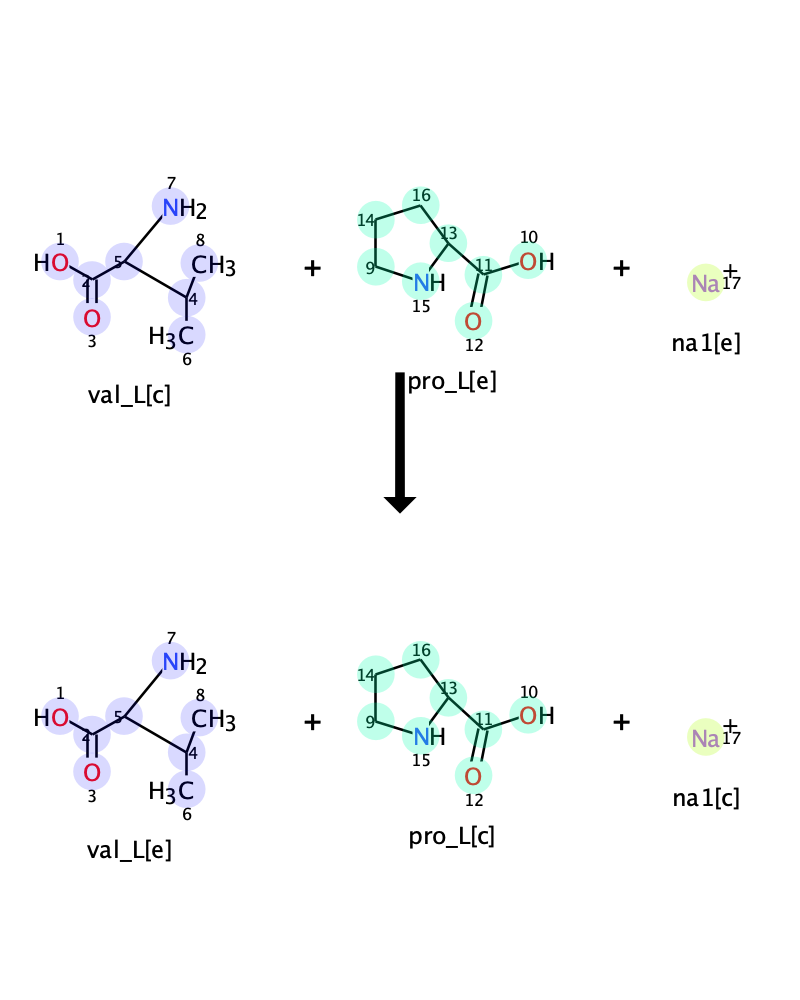 7
NH2
1
8
HO
5
CH3
4
4
O
H3C
3
6
val_L[c]
+
16
14
13
10
9
11
OH
NH
15
O
12
pro_L[e]
+
Na+
17
na1[e]
7
NH2
1
8
HO
5
CH3
4
O
H3C
3
6
val_L[e]
+
16
14
13
10
9
11
OH
NH
15
O
12
pro_L[c]
+
Na+
17
na1[c]